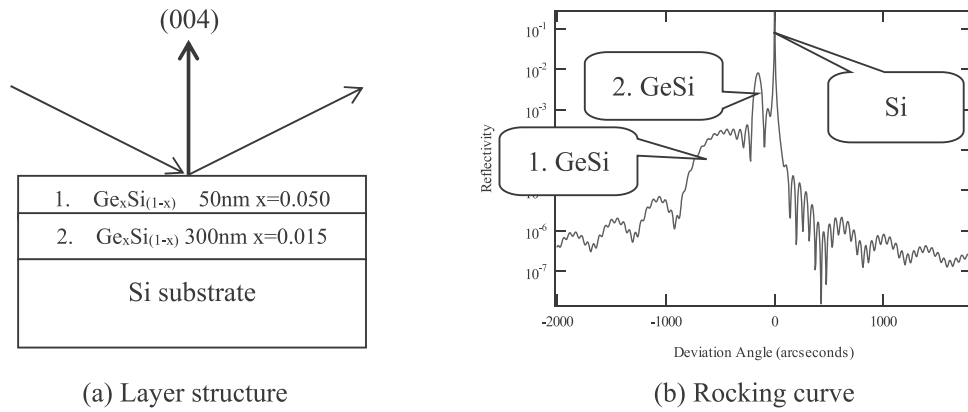 (004)
1. GeₓSi₍₁₋ₓ₎ 50nm x=0.050
2. GeₓSi₍₁₋ₓ₎ 300nm x=0.015
Si substrate
(a) Layer structure
10⁻¹
10⁻²
10⁻³
10⁻⁶
10⁻⁷
Reflectivity
2. GeSi
1. GeSi
Si
-2000
-1000
0
1000
Deviation Angle (arcseconds)
(b) Rocking curve